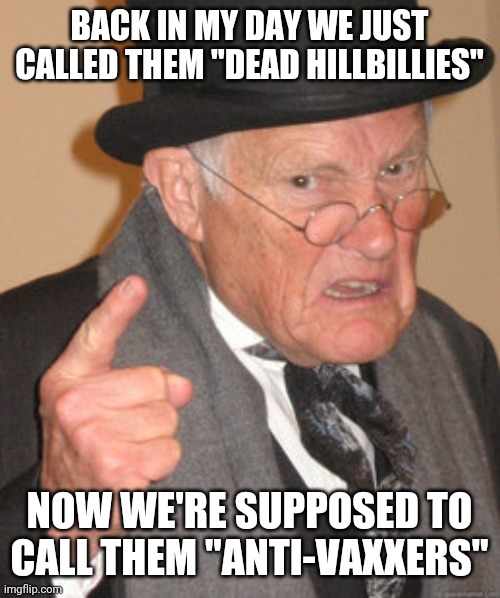 BACK IN MY DAY WE JUST
CALLED THEM "DEAD HILLBILLIES"
NOW WE'RE SUPPOSED TO
CALL THEM "ANTI-VAXXERS"
imgflip.com